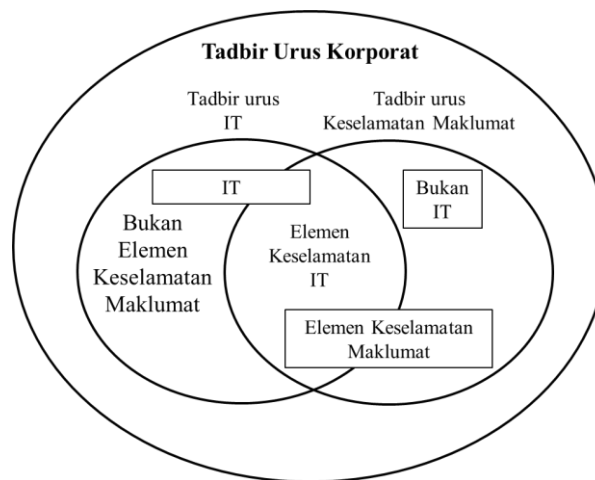 Tadbir Urus Korporat
Tadbir urus
IT
Tadbir urus
Keselamatan Maklumat
IT
Bukan
IT
Bukan
Elemen
Keselamatan
Maklumat
Elemen
Keselamatan
IT
Elemen Keselamatan
Maklumat